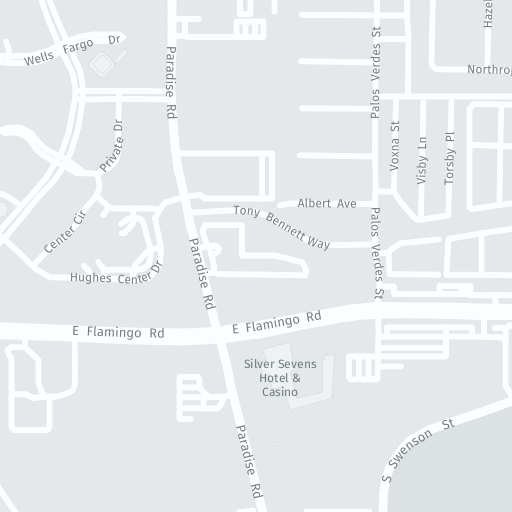 Hazel
Wells Fargo Dr
Palos Verdes St
Northrop
Paradise Rd
Private Dr
Voxna St
Visby Ln
Torsby Pl
Albert Ave
Tony Bennett Way
Center Cir
Palos Verdes St
Paradise Rd
Hughes Center Dr
E Flamingo Rd
E Flamingo Rd
Silver Sevens
Hotel &
Casino
Paradise Rd
S Swenson St